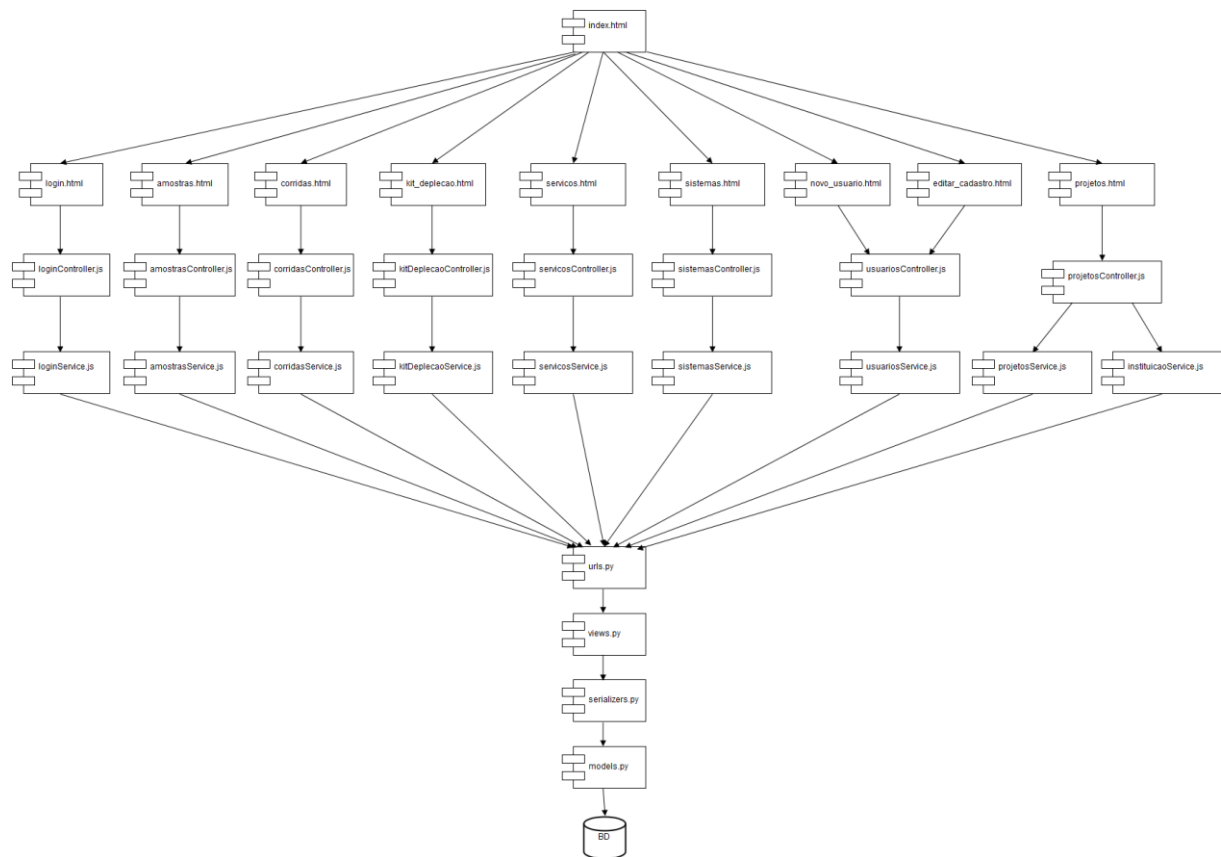 index.html
login.html
amostras.html
corridas.html
kit_deplecao.html
servicos.html
sistemas.html
novo_usuario.html
editar_cadastro.html
projetos.html
loginController.js
amostrasController.js
corridasController.js
kitDeplecaoController.js
servicosController.js
sistemasController.js
usuariosController.js
projetosController.js
loginService.js
amostrasService.js
corridasService.js
kitDeplecaoService.js
servicosService.js
sistemasService.js
usuariosService.js
projetosService.js
instituicaoService.js
urls.py
views.py
serializers.py
models.py
BD